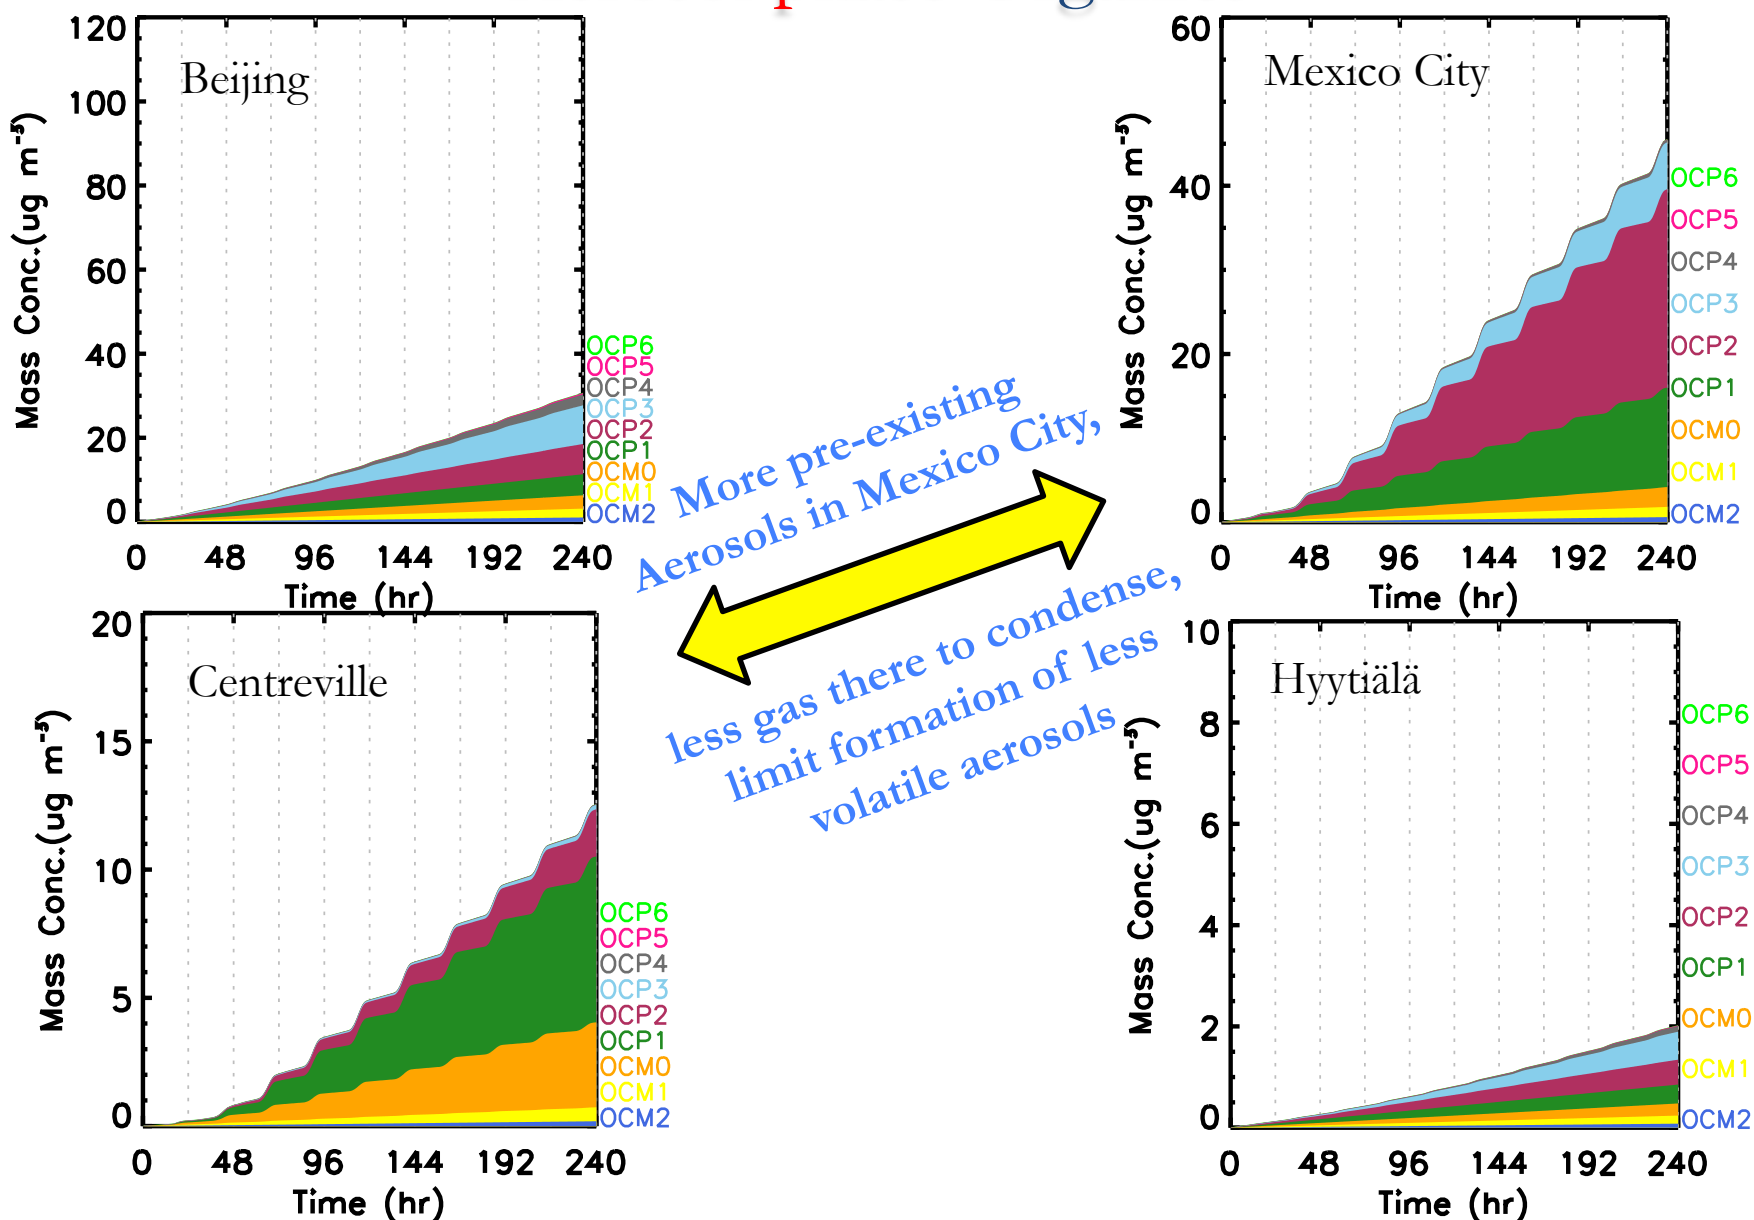 Beijing
120
100
80
60
40
20
0
Mass Conc.(ug m⁻³)
0 48 96 144 192 240
Time (hr)
OCP6
OCP5
OCP4
OCP3
OCP2
OCP1
OCM0
OCM1
OCM2
Mexico City
60
40
20
0
Mass Conc.(ug m⁻³)
0 48 96 144 192 240
Time (hr)
OCP6
OCP5
OCP4
OCP3
OCP2
OCP1
OCM0
OCM1
OCM2
More pre-existing
Aerosols in Mexico City,
less gas there to condense,
limit formation of less
volatile aerosols
Centreville
20
15
10
5
0
Mass Conc.(ug m⁻³)
0 48 96 144 192 240
Time (hr)
OCP6
OCP5
OCP4
OCP3
OCP2
OCP1
OCM0
OCM1
OCM2
Hyytiälä
10
8
6
4
2
0
Mass Conc.(ug m⁻³)
0 48 96 144 192 240
Time (hr)
OCP6
OCP5
OCP4
OCP3
OCP2
OCP1
OCM0
OCM1
OCM2